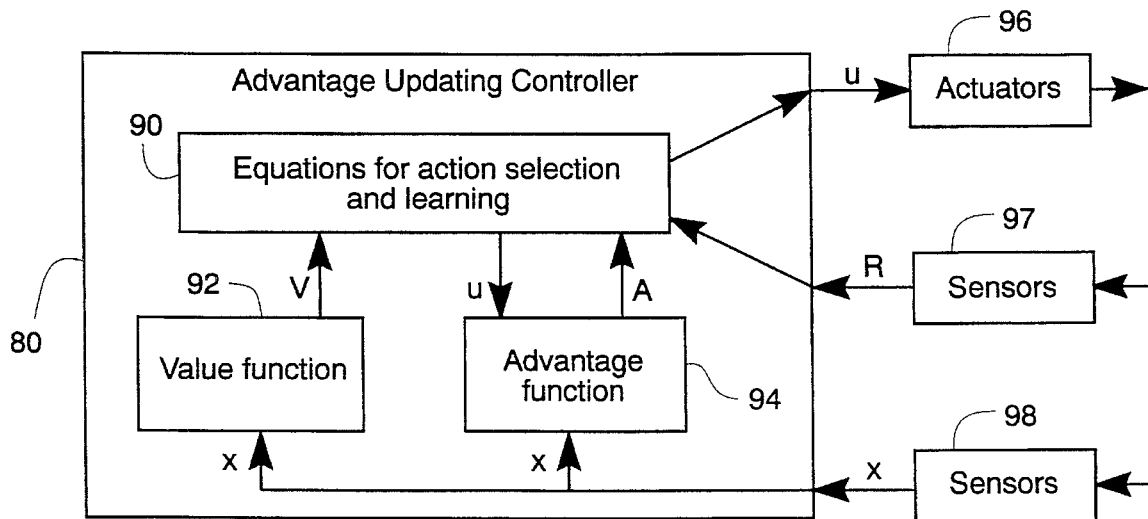 96
Advantage Updating Controller
u
Actuators
90
Equations for action selection
and learning
97
R
Sensors
92
V
u
A
80
Value function
Advantage
function
94
98
x
x
x
Sensors